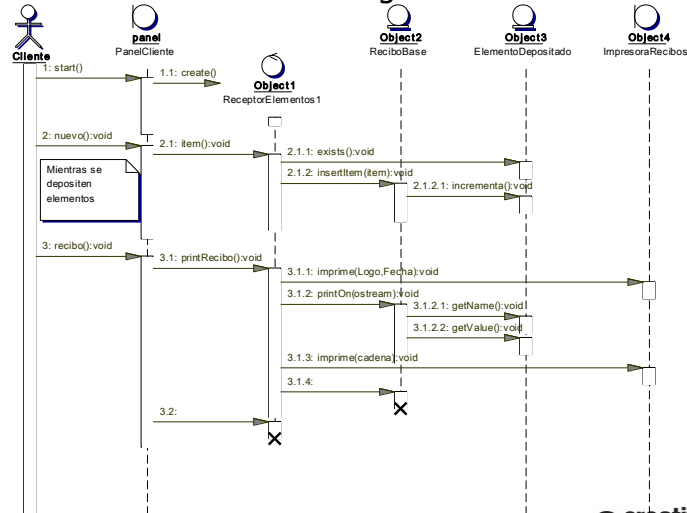 Cliente
panel
PanelCliente
Object1
ReceptorElementos1
Object2
ReciboBase
Object3
ElementoDepositado
Object4
ImpresoraRecibos
1: start()
1.1: create()
2: nuevo():void
2.1: item():void
2.1.1: exists():void
2.1.2: insertItem(item):void
2.1.2.1: incrementa():void
Mientras se
depositen
elementos
3: recibo():void
3.1: printRecibo():void
3.1.1: imprime(Logo,Fecha):void
3.1.2: printOn(ostream):void
3.1.2.1: getName():void
3.1.2.2: getValue():void
3.1.3: imprime(cadena):void
3.1.4:
3.2: